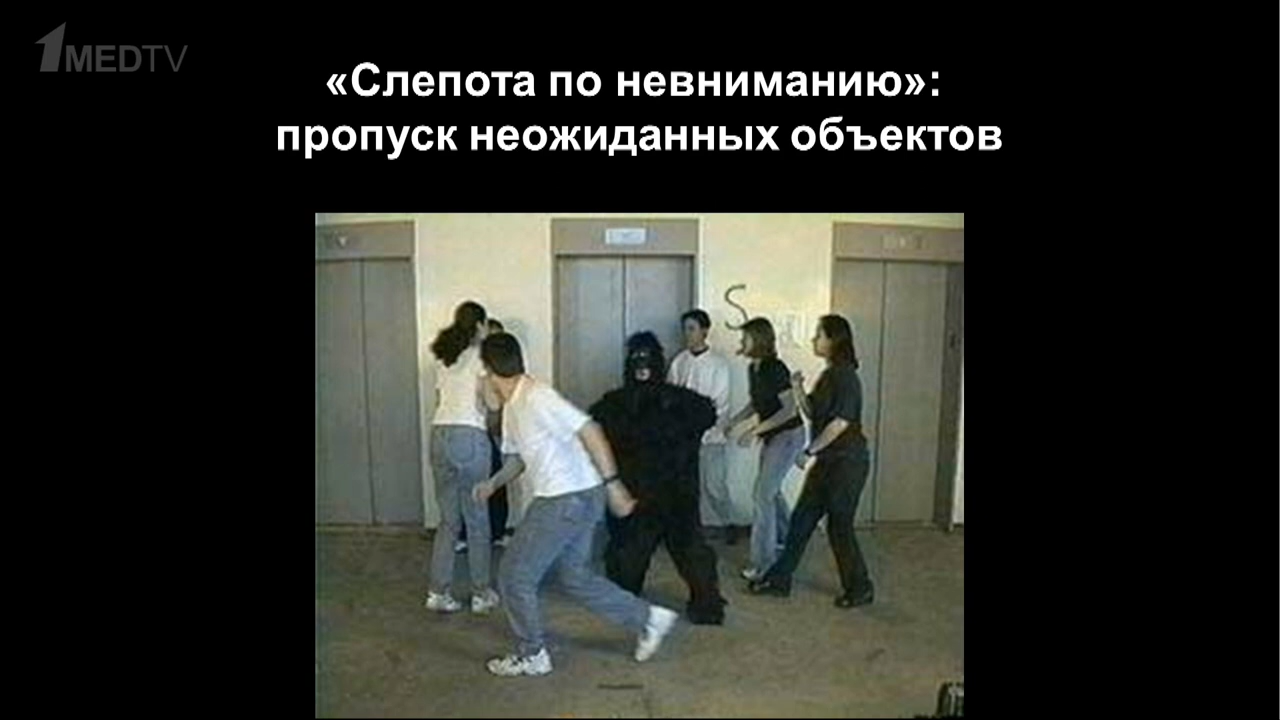 1MEDTV
«Слепота по невниманию»:
пропуск неожиданных объектов
S